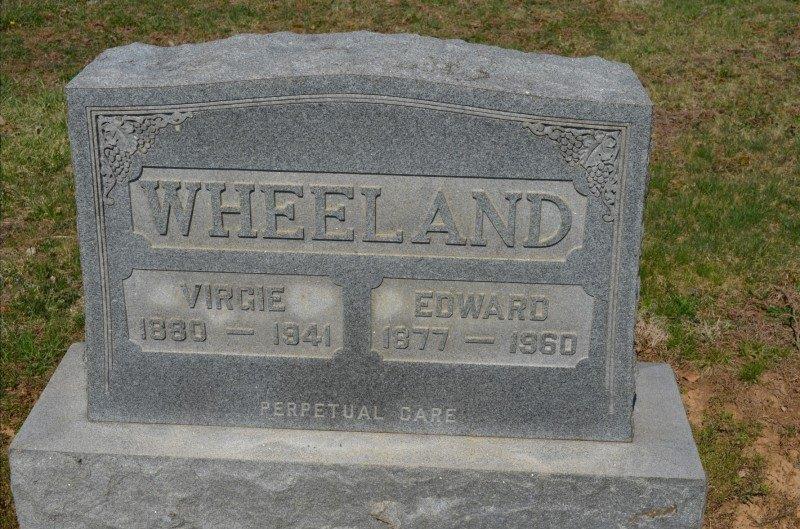 WHEELAND
VIRGIE
1880 — 1941
EDWARD
1877 — 1960
PERPETUAL CARE